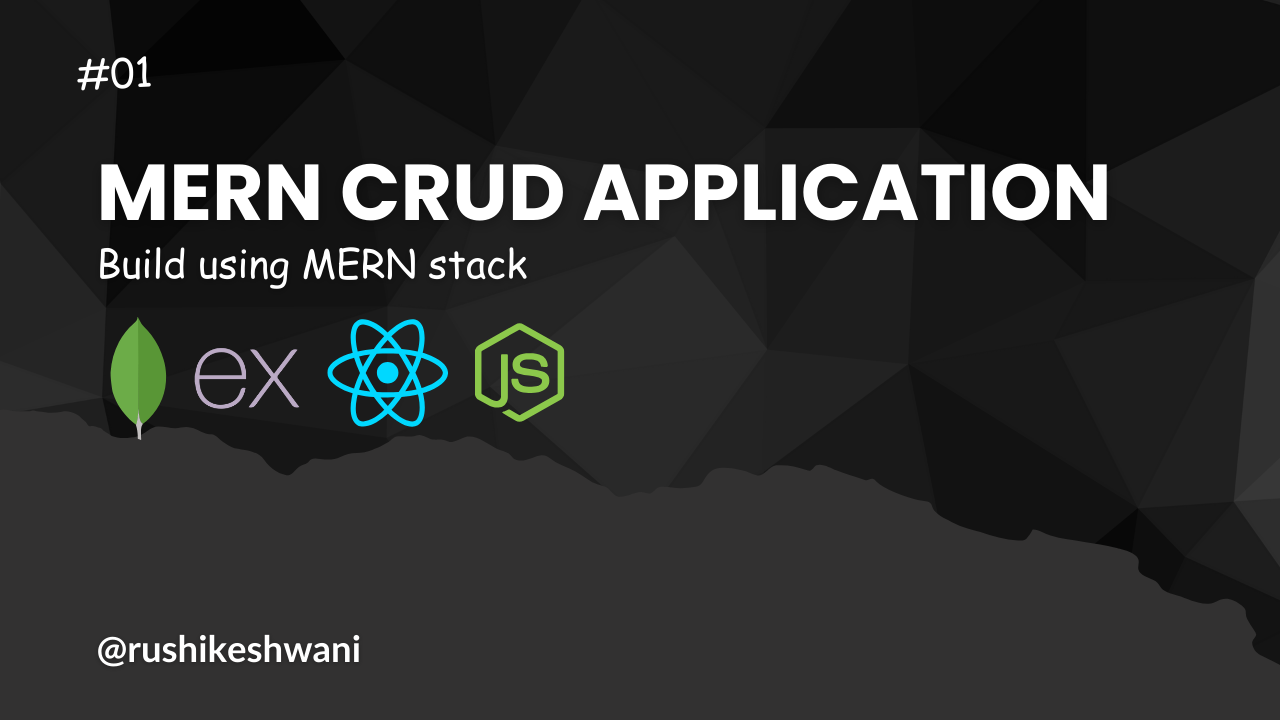 #01
MERN CRUD APPLICATION
Build using MERN stack
ex JS
@rushikeshwani